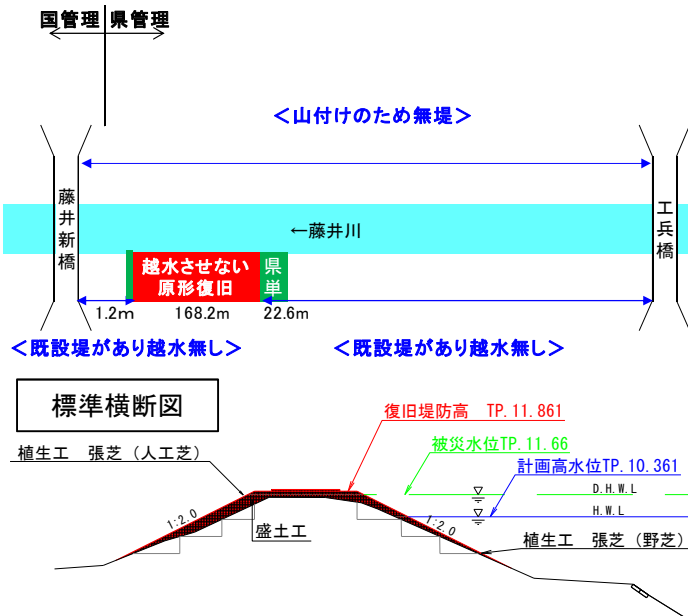 国管理 県管理
＜山付けのため無堤＞
藤井新橋
工兵橋
←藤井川
越水させない
原形復旧
県単
1.2m 168.2m 22.6m
＜既設堤があり越水無し＞ ＜既設堤があり越水無し＞
標準横断図
復旧堤防高 TP.11.861
被災水位TP.11.66
植生工 張芝（人工芝）
計画高水位TP.10.361
D.H.W.L
H.W.L
1:2.0
1:2.0
盛土工
植生工 張芝（野芝）